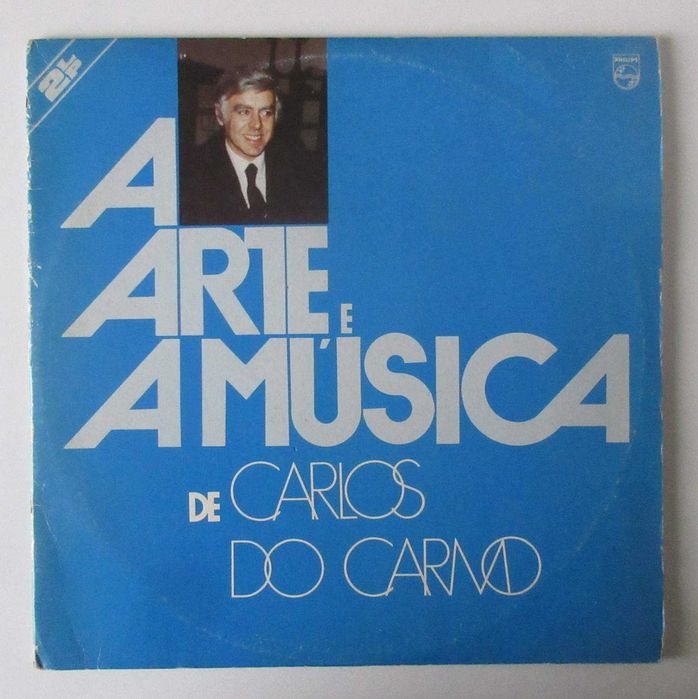 2LP
PHILIPS
A
ARTE E
A MÚSICA
DE CARLOS
DO CARMO